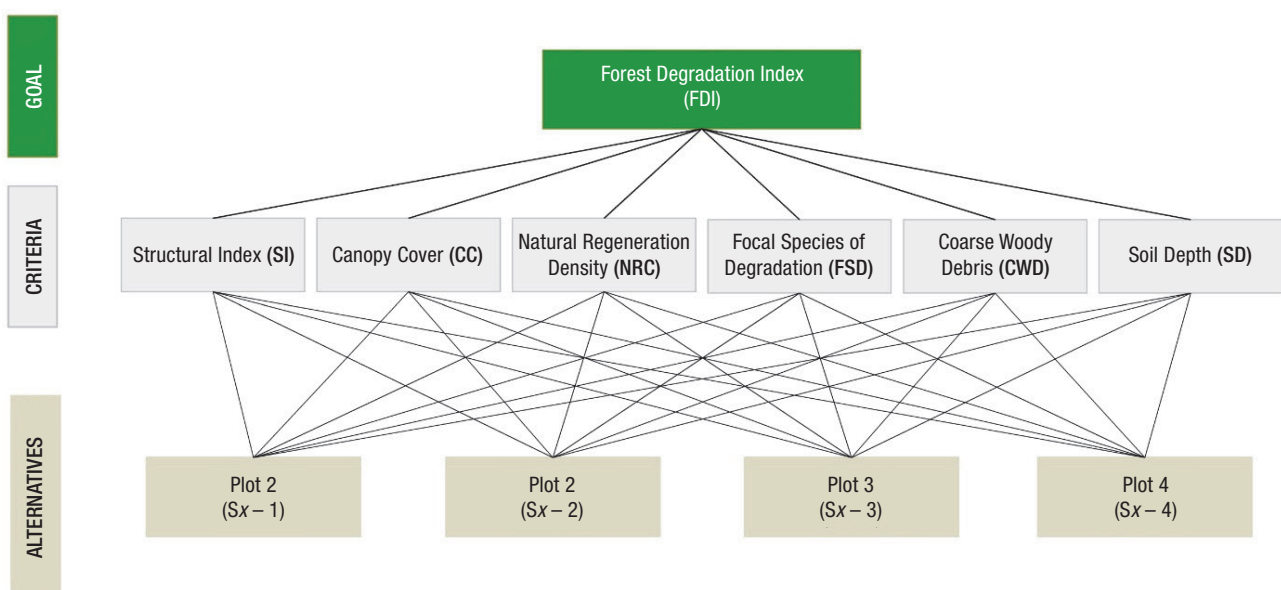 GOAL
Forest Degradation Index
(FDI)
CRITERIA
Structural Index (SI)
Canopy Cover (CC)
Natural Regeneration
Density (NRC)
Focal Species of
Degradation (FSD)
Coarse Woody
Debris (CWD)
Soil Depth (SD)
ALTERNATIVES
Plot 2
(Sx – 1)
Plot 2
(Sx – 2)
Plot 3
(Sx – 3)
Plot 4
(Sx – 4)